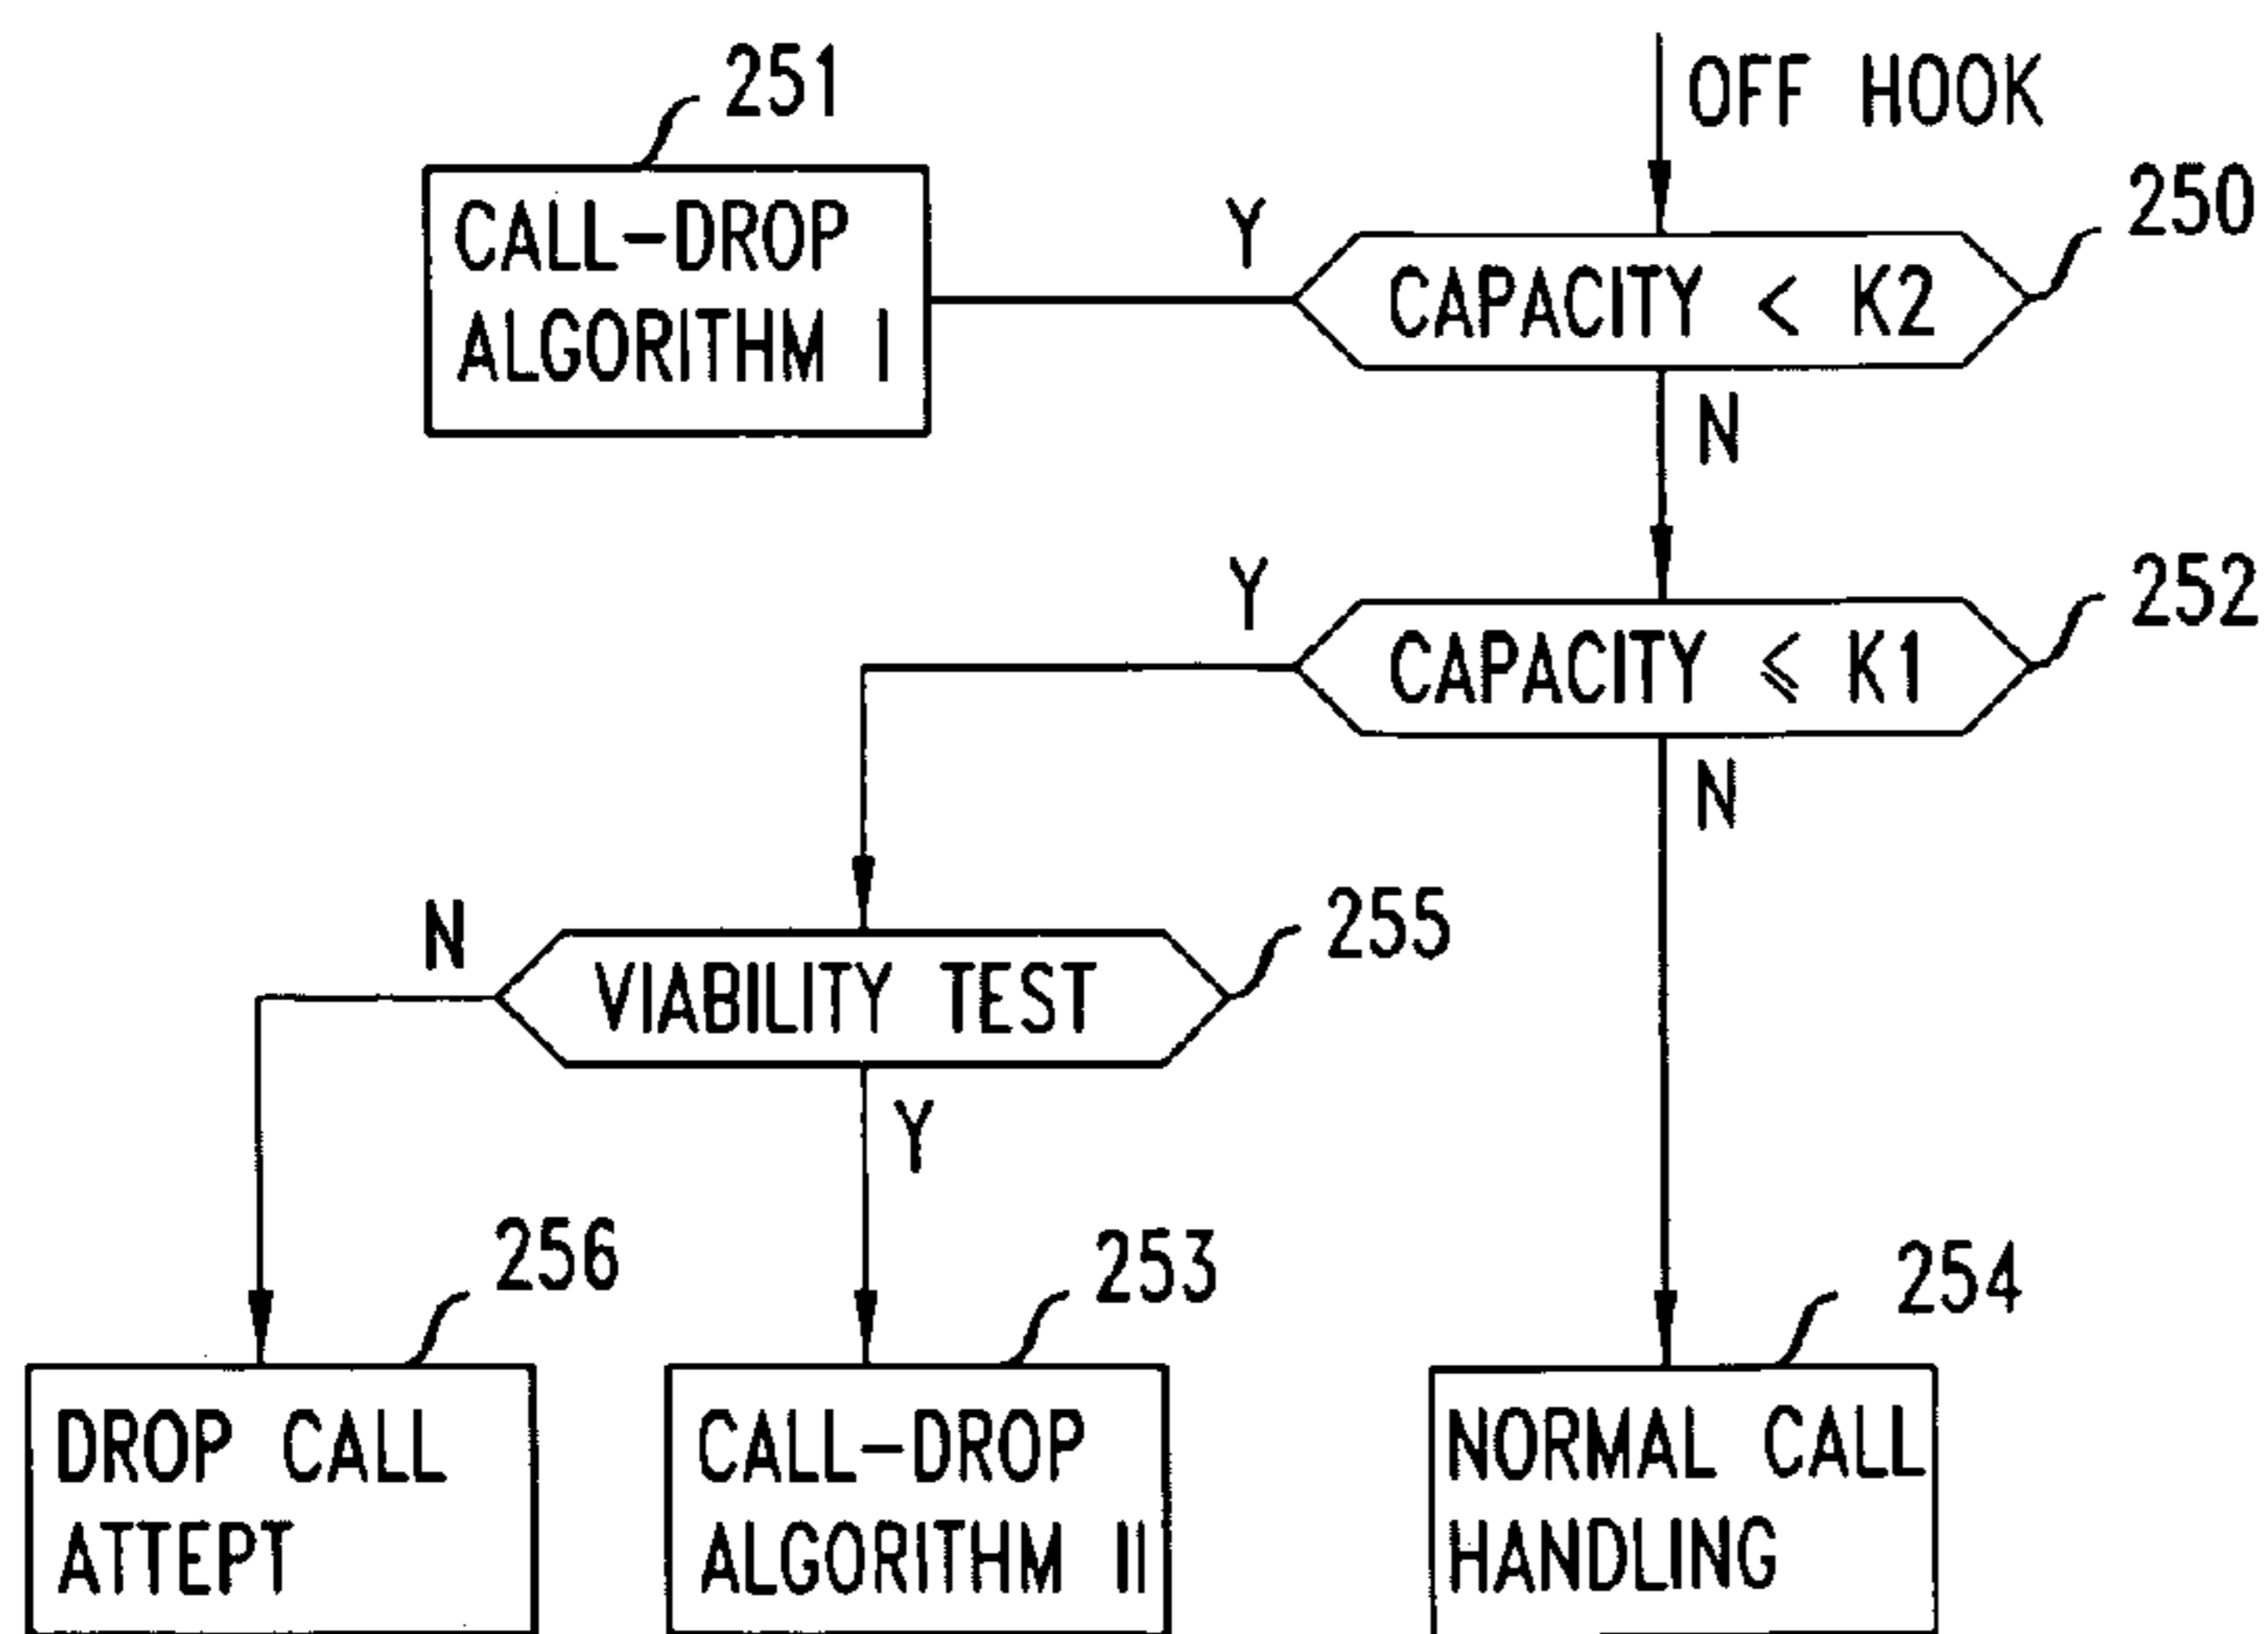 251
OFF HOOK
250
CALL-DROP
ALGORITHM I
Y
CAPACITY < K2
N
252
Y
CAPACITY ⩽ K1
N
255
N
VIABILITY TEST
Y
256
253
254
DROP CALL
ATTEPT
CALL-DROP
ALGORITHM II
NORMAL CALL
HANDLING